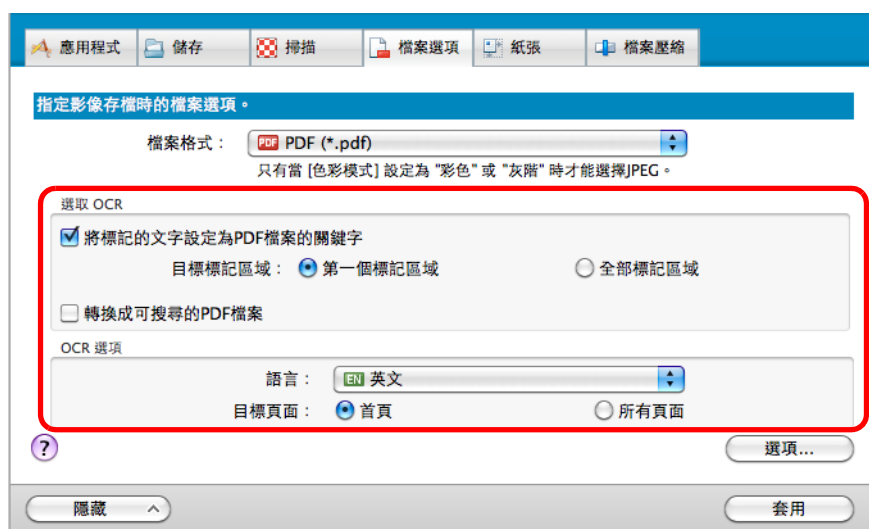 應用程式 儲存 掃描 檔案選項 紙張 檔案壓縮
指定影像存檔時的檔案選項。
檔案格式： PDF PDF (*.pdf)
只有當 [色彩模式] 設定為 "彩色" 或 "灰階" 時才能選擇JPEG。
選取 OCR
將標記的文字設定為PDF檔案的關鍵字
目標標記區域： 第一個標記區域 全部標記區域
轉換成可搜尋的PDF檔案
OCR 選項
語言： EN 英文
目標頁面： 首頁 所有頁面
? 選項...
隱藏 套用